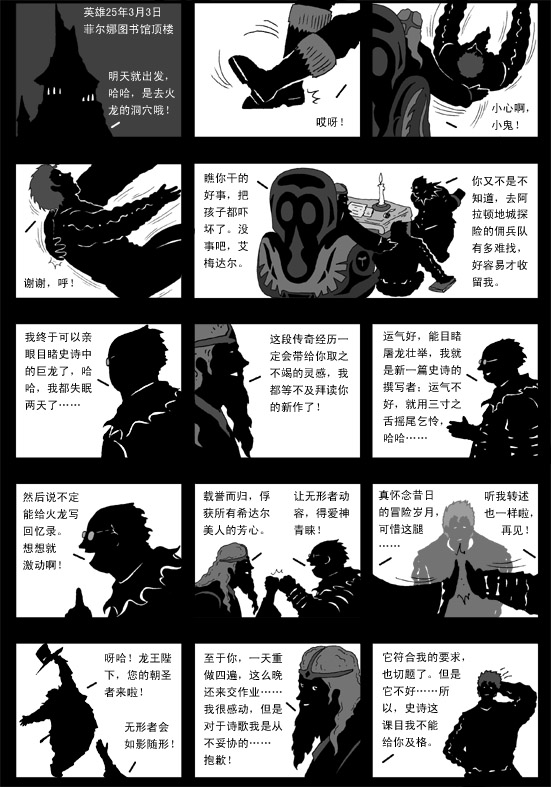 英雄25年3月3日
菲尔娜图书馆顶楼
明天就出发，
哈哈，是去火
龙的洞穴哦！
哎呀！
小心啊，
小鬼！
谢谢，呼！
瞧你干的
好事，把
孩子都吓
坏了。没
事吧，艾
梅达尔。
你又不是不
知道，去阿
拉顿地城探
险的佣兵队
有多难找，
好容易才收
留我。
我终于可以亲
眼目睹史诗中
的巨龙了，哈
哈，我都失眠
两天了……
这段传奇经历一
定会带给你取之
不竭的灵感，我
都等不及拜读你
的新作了！
运气好，能目睹
屠龙壮举，我就
是新一篇史诗的
撰写者；运气不
好，就用三寸之
舌摇尾乞怜，
哈哈……
然后说不定
能给火龙写
回忆录。
想想就
激动啊！
载誉而归，俘
获所有希达尔
美人的芳心。
让无形者动
容，得爱神
青睐。
真怀念昔日
的冒险岁月，
可惜这腿
……
听我转述
也一样啦，
再见！
呀哈！龙王陛
下，您的朝圣
者来啦！
无形者会
如影随形！
至于你，一天重
做四遍，这么晚
还来交作业……
我很感动，但是
对于诗歌我是从
不妥协的……
抱歉！
它符合我的要求，
也切题了。但是
它不好……所
以，史诗这
课目我不能
给你及格。